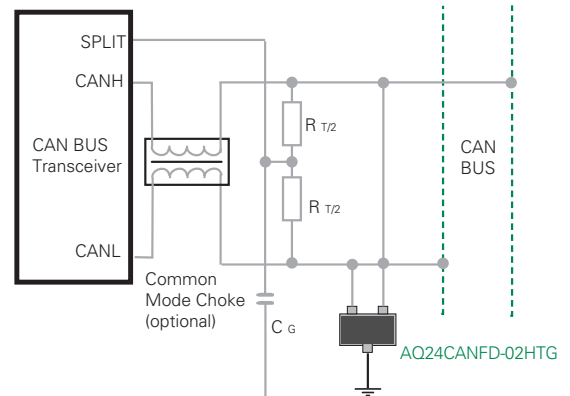 SPLIT
CANH
CAN BUS
Transceiver
CANL
Common
Mode Choke
(optional)
R T/2
R T/2
C G
CAN
BUS
AQ24CANFD-02HTG